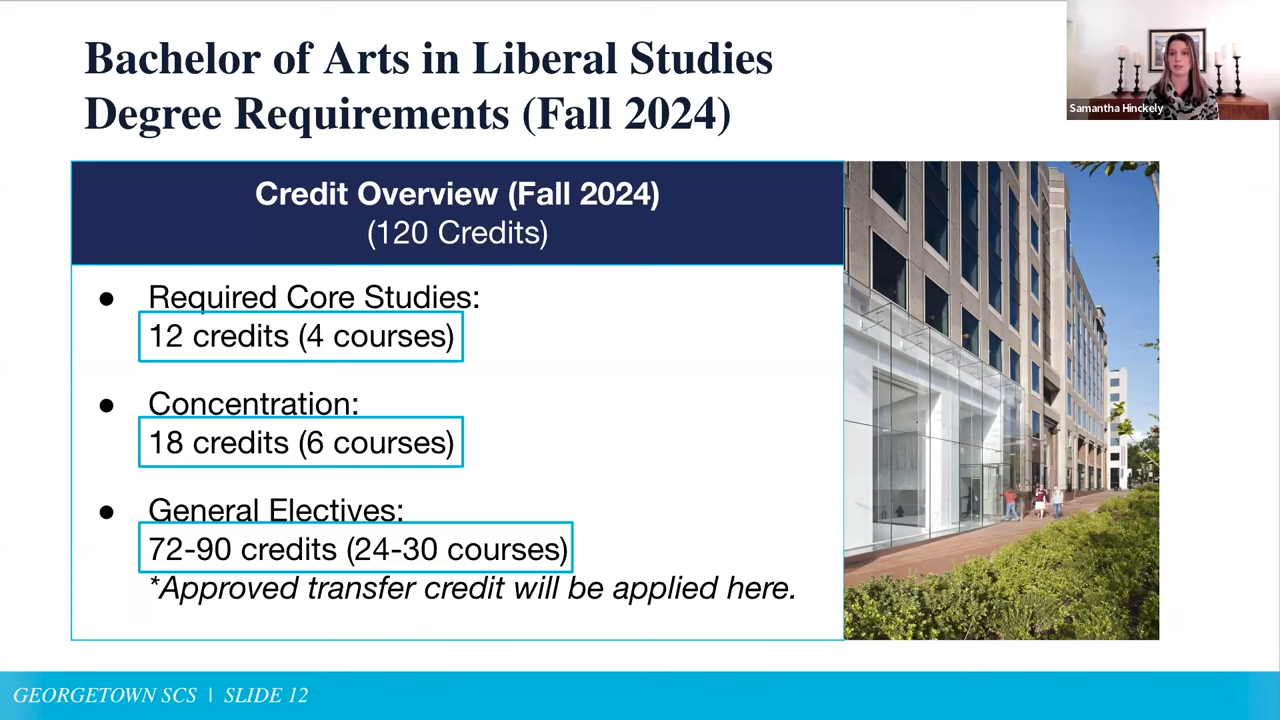 Bachelor of Arts in Liberal Studies
Degree Requirements (Fall 2024)
Samantha Hinckely
Credit Overview (Fall 2024)
(120 Credits)
● Required Core Studies:
12 credits (4 courses)
● Concentration:
18 credits (6 courses)
● General Electives:
72-90 credits (24-30 courses)
*Approved transfer credit will be applied here.
GEORGETOWN SCS | SLIDE 12